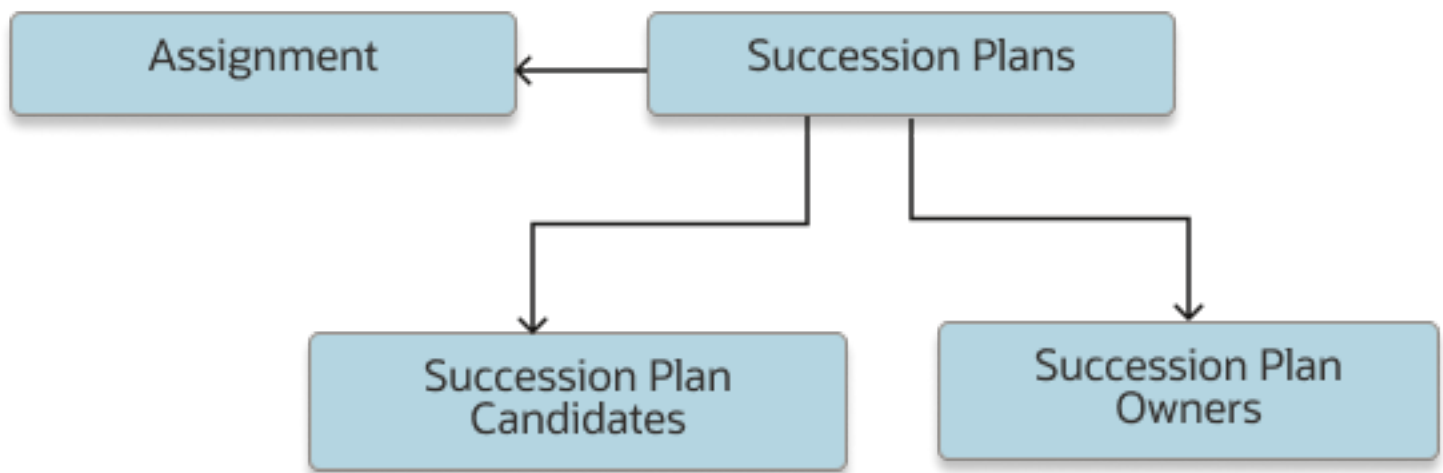 Assignment
Succession Plans
Succession Plan
Candidates
Succession Plan
Owners